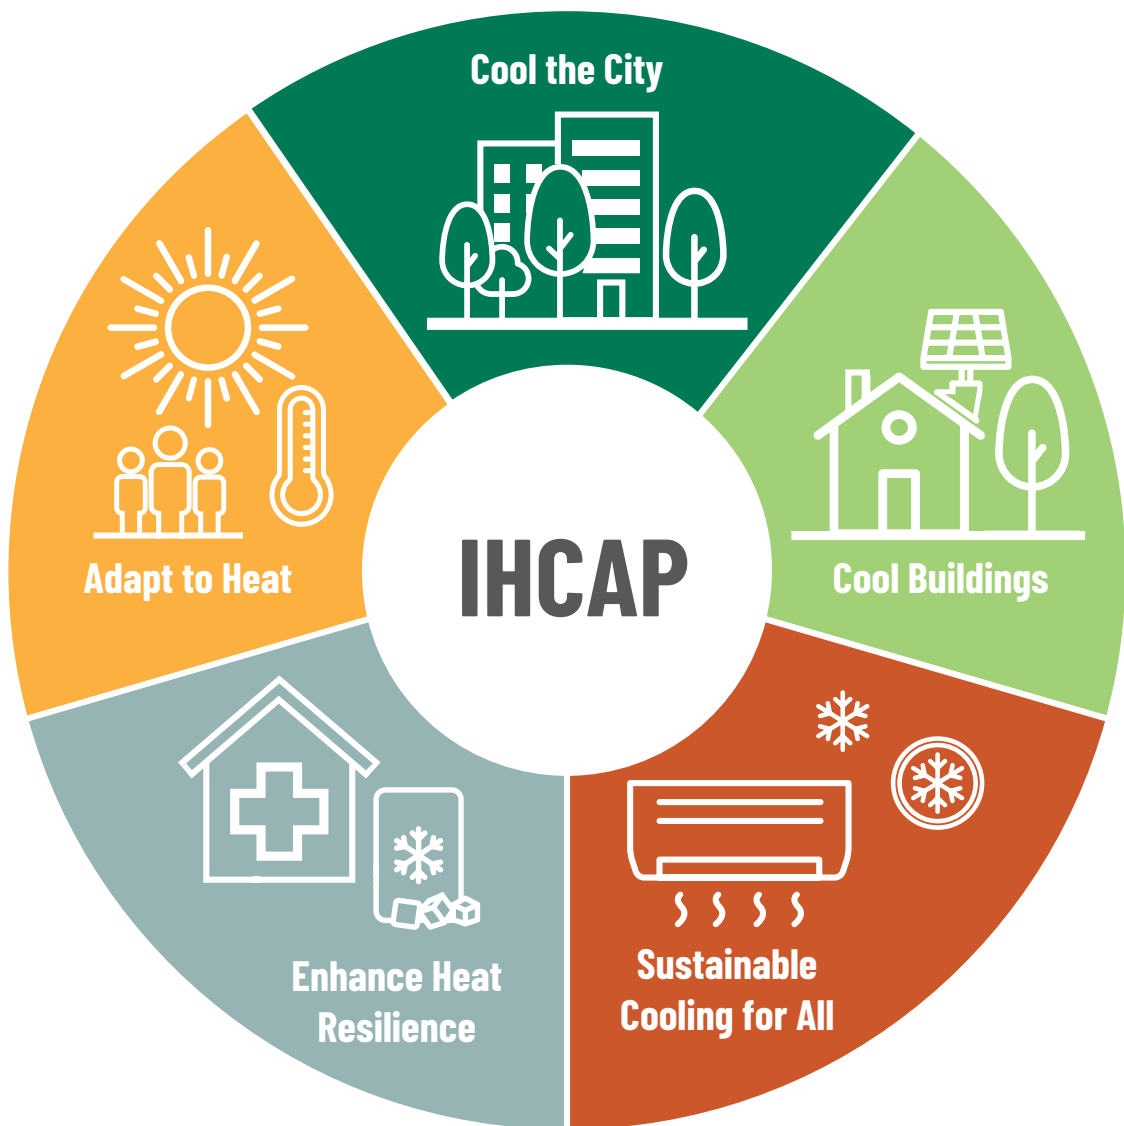 Cool the City
Cool Buildings
Sustainable
Cooling for All
Enhance Heat
Resilience
Adapt to Heat
IHCAP